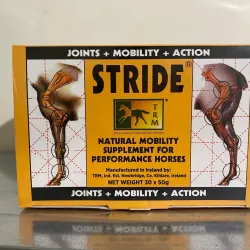 JOINTS + MOBILITY + ACTION
STRIDE®
TRM
NATURAL MOBILITY
SUPPLEMENT FOR
PERFORMANCE HORSES
Manufactured in Ireland by:
TRM, Ind. Est. Newbridge, Co. Kildare, Ireland
NET WEIGHT 30 x 50g
JOINTS + MOBILITY + ACTION